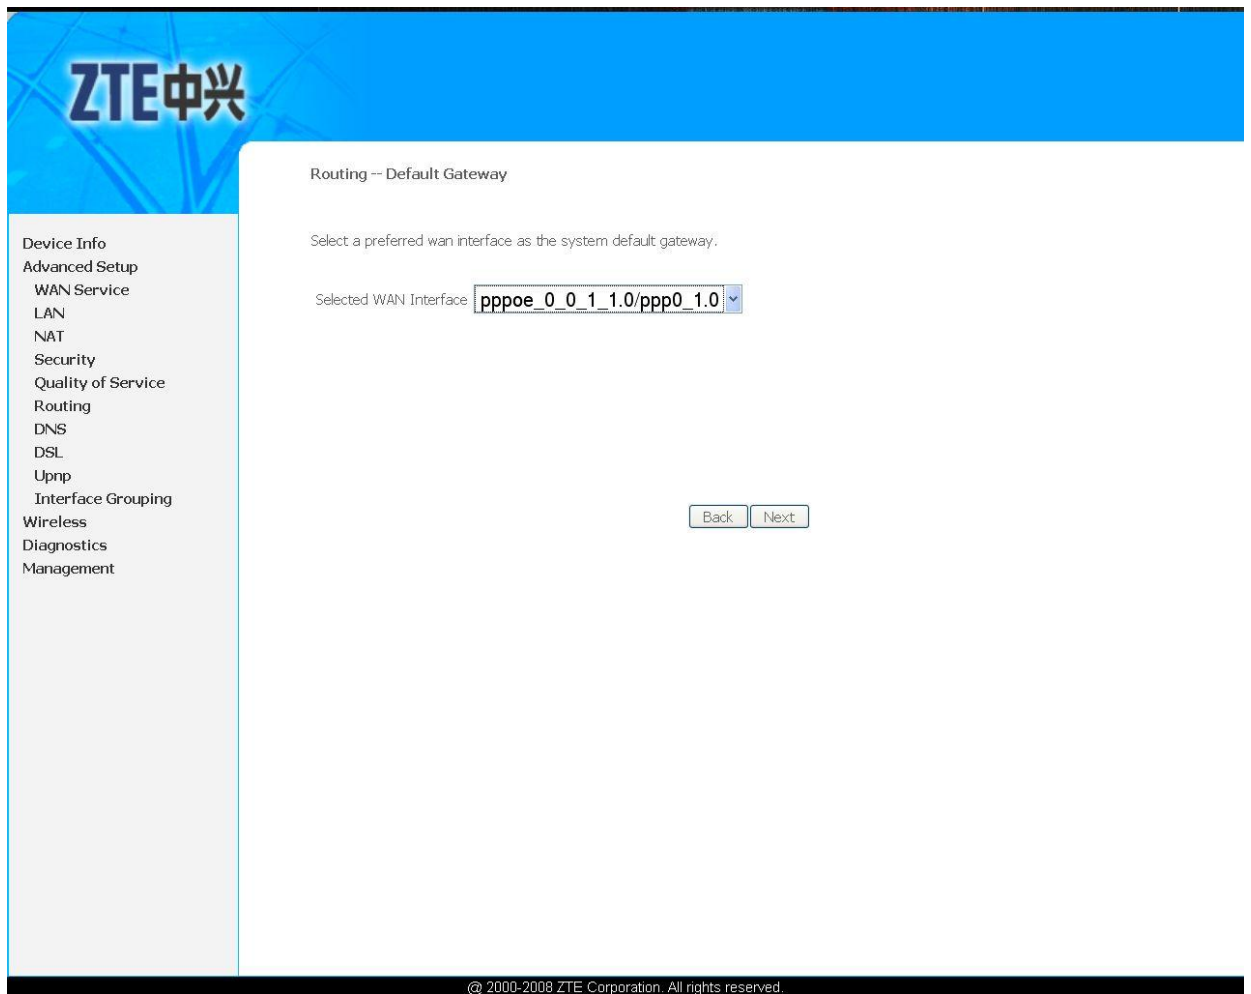 ZTE中兴
Routing -- Default Gateway
Select a preferred wan interface as the system default gateway.
Selected WAN Interface pppoe_0_0_1_1.0/ppp0_1.0
Back Next
Device Info
Advanced Setup
WAN Service
LAN
NAT
Security
Quality of Service
Routing
DNS
DSL
Upnp
Interface Grouping
Wireless
Diagnostics
Management
@ 2000-2008 ZTE Corporation. All rights reserved.